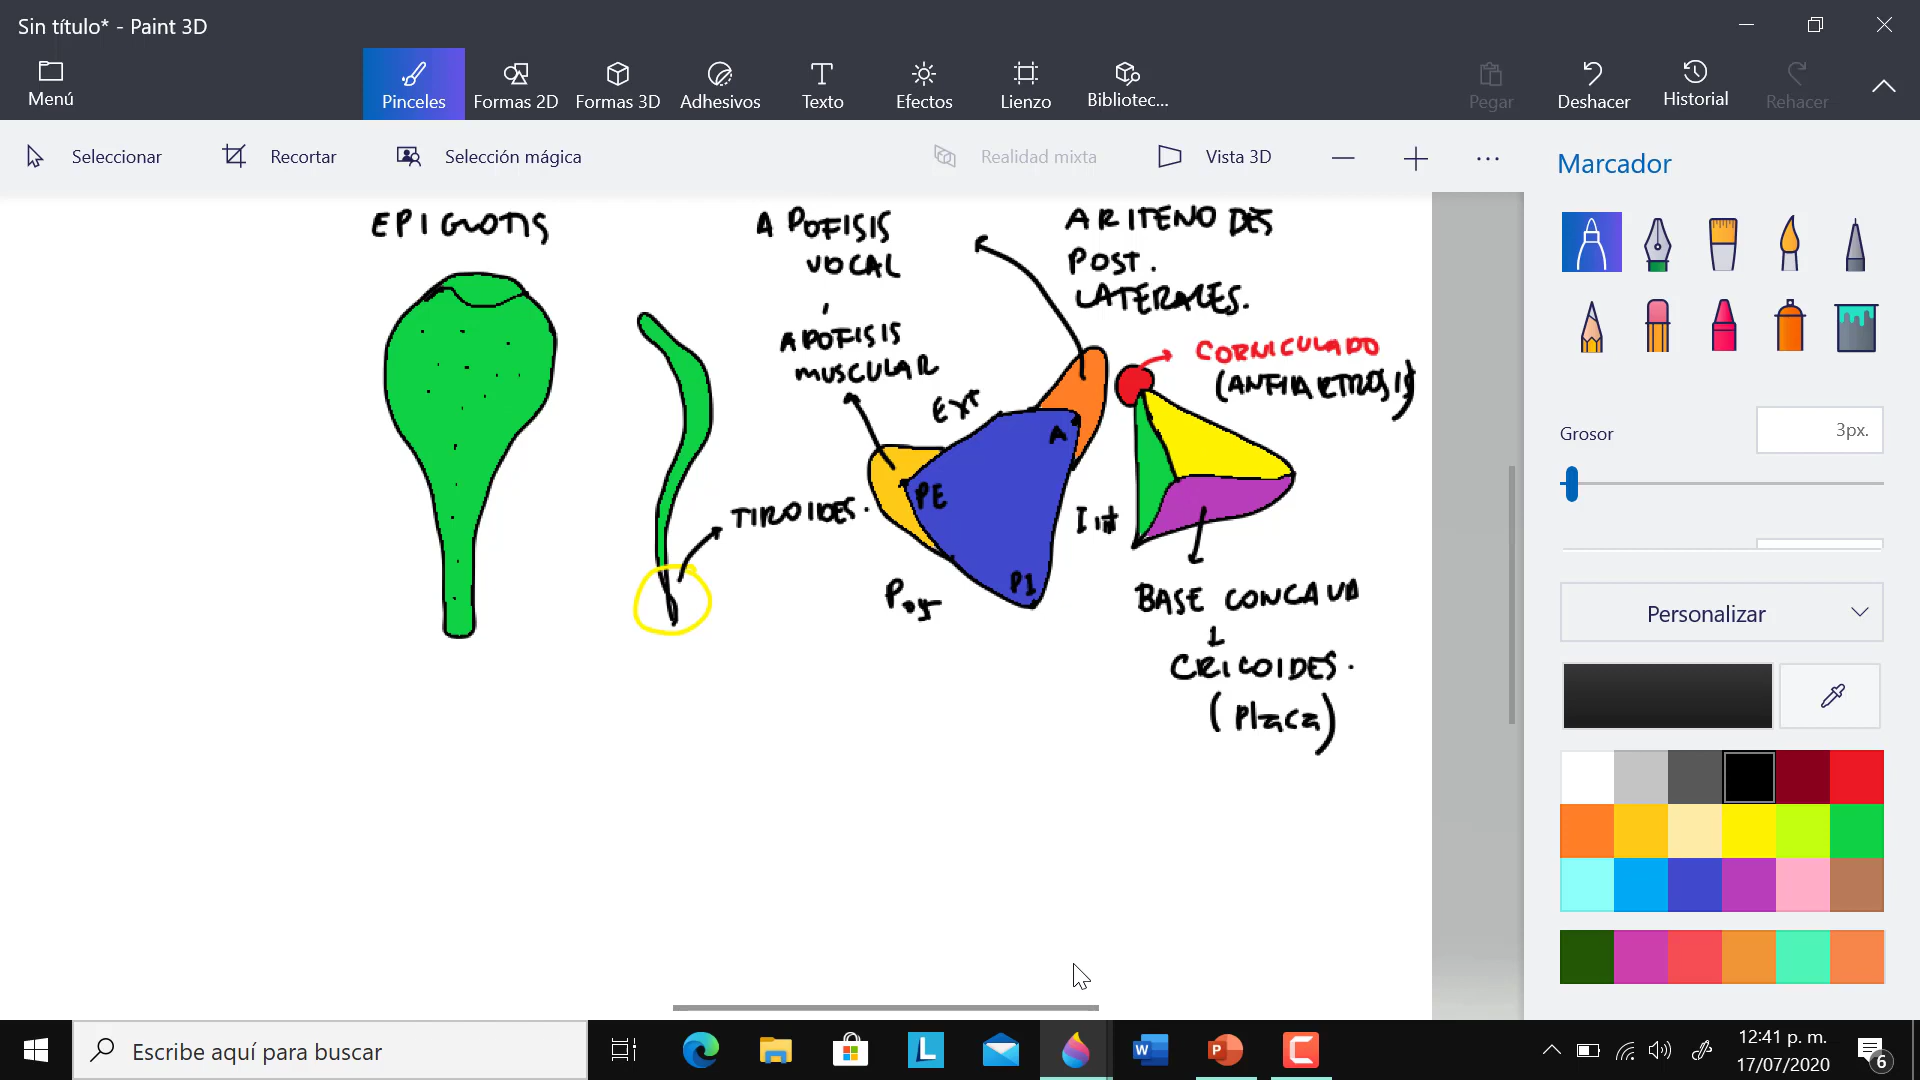 Sin título* - Paint 3D
Menú
Pinceles
Formas 2D
Formas 3D
Adhesivos
Texto
Efectos
Lienzo
Bibliotec...
Pegar
Deshacer
Historial
Rehacer
Seleccionar
Recortar
Selección mágica
Realidad mixta
Vista 3D
Marcador
Grosor
3px.
Personalizar
EPIGLOTIS
APOFISIS
VOCAL
APOFISIS
MUSCULAR
ARITENOIDES
POST.
LATERALES.
CORNICULADO
(ANFIARTROSIS)
Ext
A
PE
TIROIDES.
Int
PI
Pos
BASE CONCAVA
CRICOIDES.
(Placa)
Escribe aquí para buscar
12:41 p. m.
17/07/2020
6